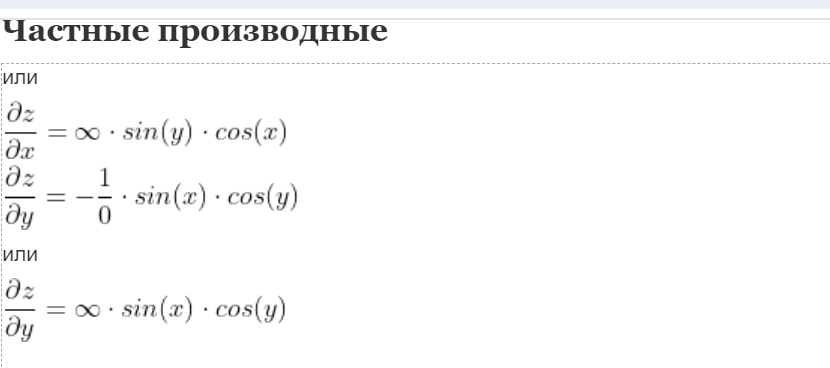 Частные производные
или
∂z/∂x = ∞ · sin(y) · cos(x)
∂z/∂y = −1/0 · sin(x) · cos(y)
или
∂z/∂y = ∞ · sin(x) · cos(y)